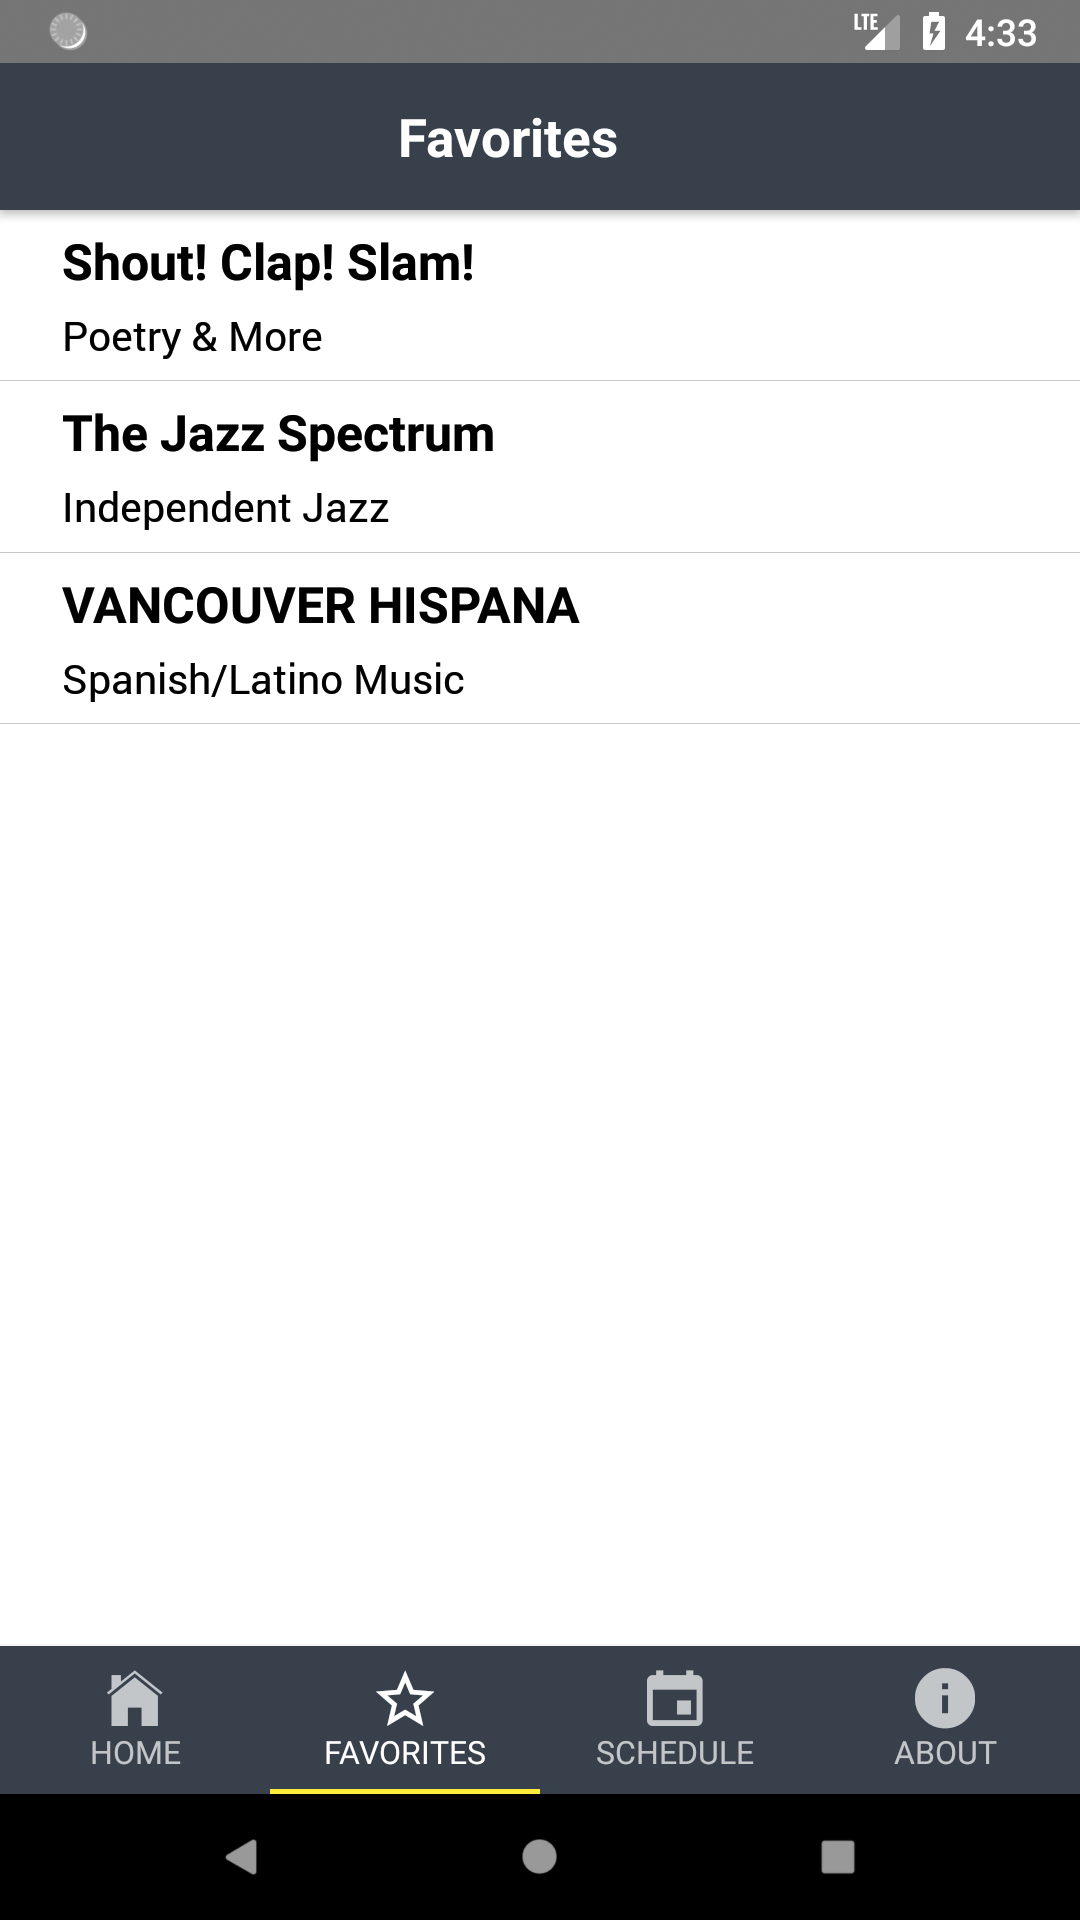 LTE 4:33
Favorites
Shout! Clap! Slam!
Poetry & More
The Jazz Spectrum
Independent Jazz
VANCOUVER HISPANA
Spanish/Latino Music
HOME FAVORITES SCHEDULE ABOUT